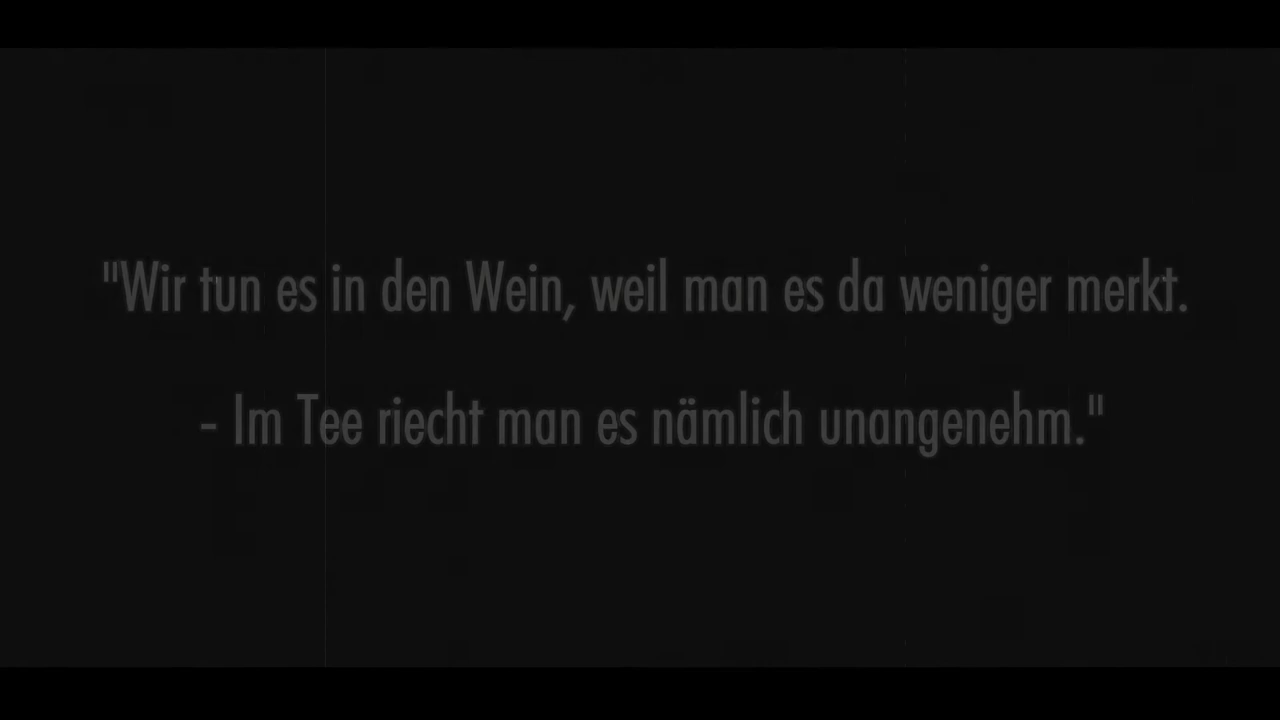 "Wir tun es in den Wein, weil man es da weniger merkt.
- Im Tee riecht man es nämlich unangenehm."